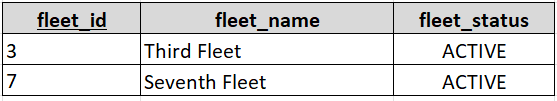 fleet_id fleet_name fleet_status
3 Third Fleet ACTIVE
7 Seventh Fleet ACTIVE